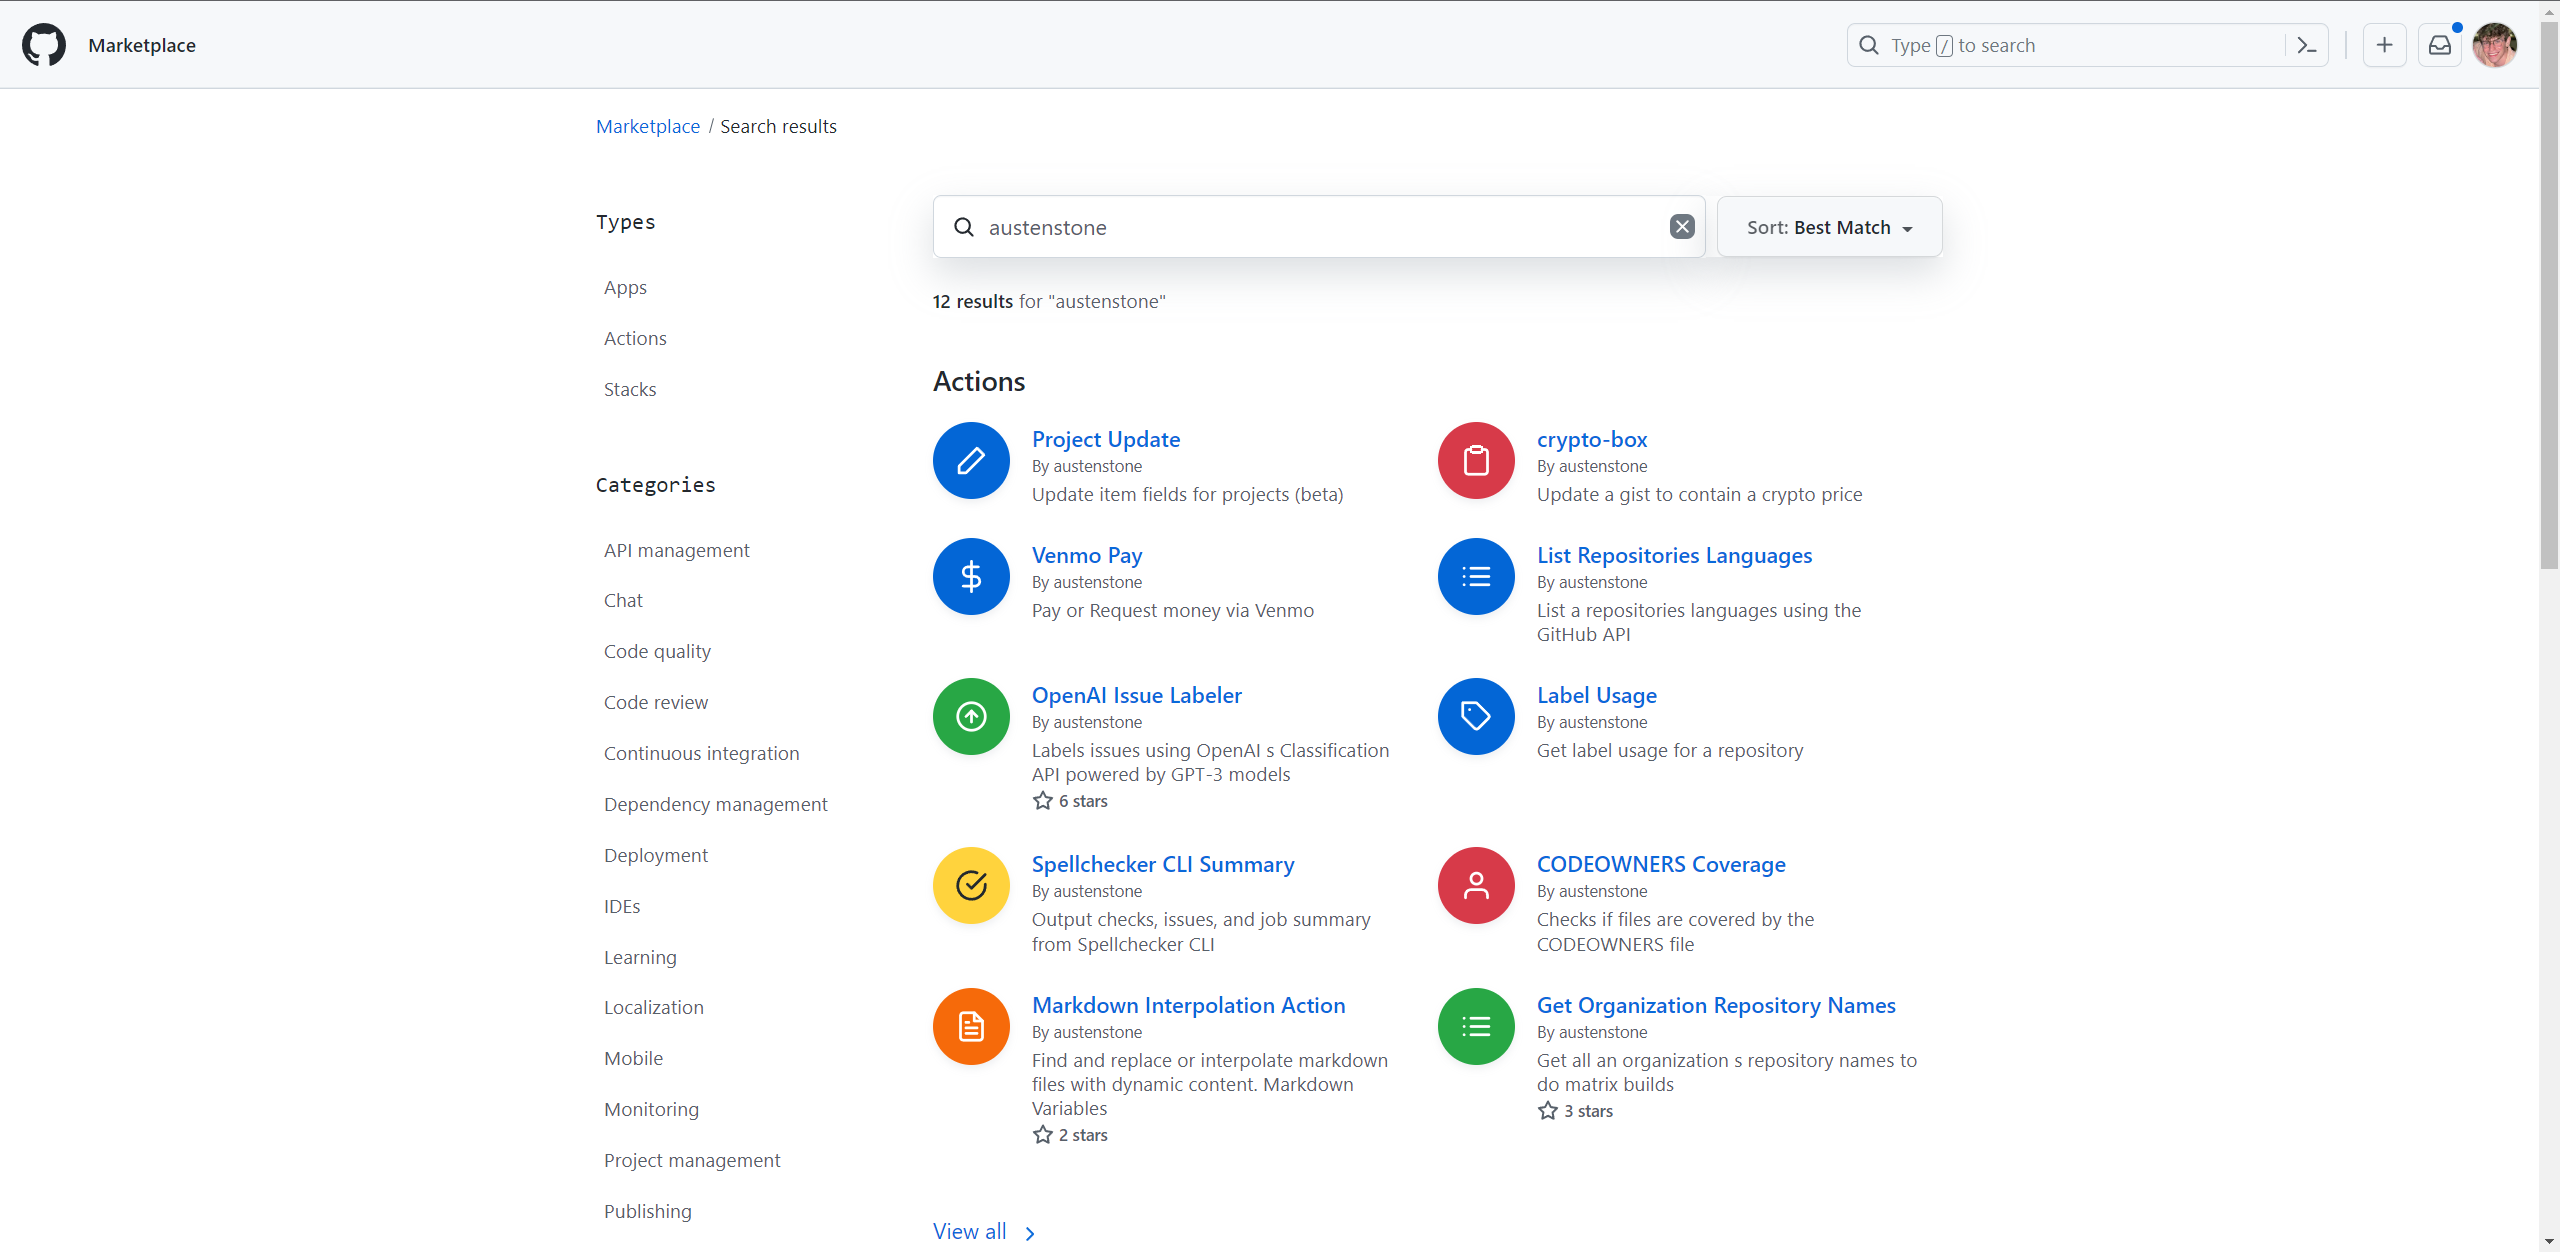 Marketplace
Type / to search
Marketplace / Search results
Types
Apps
Actions
Stacks
Categories
API management
Chat
Code quality
Code review
Continuous integration
Dependency management
Deployment
IDEs
Learning
Localization
Mobile
Monitoring
Project management
Publishing
austenstone
Sort: Best Match
12 results for "austenstone"
Actions
Project Update
By austenstone
Update item fields for projects (beta)
crypto-box
By austenstone
Update a gist to contain a crypto price
Venmo Pay
By austenstone
Pay or Request money via Venmo
List Repositories Languages
By austenstone
List a repositories languages using the
GitHub API
OpenAI Issue Labeler
By austenstone
Labels issues using OpenAI s Classification
API powered by GPT-3 models
6 stars
Label Usage
By austenstone
Get label usage for a repository
Spellchecker CLI Summary
By austenstone
Output checks, issues, and job summary
from Spellchecker CLI
CODEOWNERS Coverage
By austenstone
Checks if files are covered by the
CODEOWNERS file
Markdown Interpolation Action
By austenstone
Find and replace or interpolate markdown
files with dynamic content. Markdown
Variables
2 stars
Get Organization Repository Names
By austenstone
Get all an organization s repository names to
do matrix builds
3 stars
View all